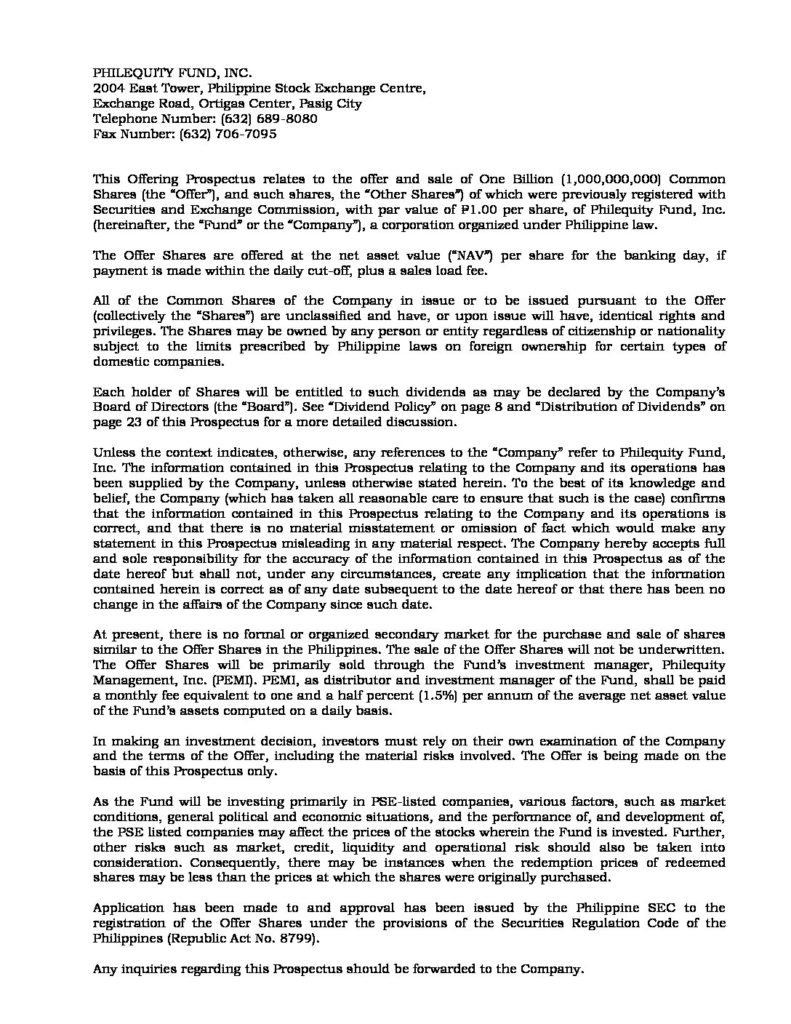 PHILEQUITY FUND, INC.
2004 East Tower, Philippine Stock Exchange Centre,
Exchange Road, Ortigas Center, Pasig City
Telephone Number: (632) 689-8080
Fax Number: (632) 706-7095
This Offering Prospectus relates to the offer and sale of One Billion (1,000,000,000) Common
Shares (the “Offer”), and such shares, the “Other Shares”) of which were previously registered with
Securities and Exchange Commission, with par value of ₱1.00 per share, of Philequity Fund, Inc.
(hereinafter, the “Fund” or the “Company”), a corporation organized under Philippine law.
The Offer Shares are offered at the net asset value (“NAV”) per share for the banking day, if
payment is made within the daily cut-off, plus a sales load fee.
All of the Common Shares of the Company in issue or to be issued pursuant to the Offer
(collectively the “Shares”) are unclassified and have, or upon issue will have, identical rights and
privileges. The Shares may be owned by any person or entity regardless of citizenship or nationality
subject to the limits prescribed by Philippine laws on foreign ownership for certain types of
domestic companies.
Each holder of Shares will be entitled to such dividends as may be declared by the Company’s
Board of Directors (the “Board”). See “Dividend Policy” on page 8 and “Distribution of Dividends” on
page 23 of this Prospectus for a more detailed discussion.
Unless the context indicates, otherwise, any references to the “Company” refer to Philequity Fund,
Inc. The information contained in this Prospectus relating to the Company and its operations has
been supplied by the Company, unless otherwise stated herein. To the best of its knowledge and
belief, the Company (which has taken all reasonable care to ensure that such is the case) confirms
that the information contained in this Prospectus relating to the Company and its operations is
correct, and that there is no material misstatement or omission of fact which would make any
statement in this Prospectus misleading in any material respect. The Company hereby accepts full
and sole responsibility for the accuracy of the information contained in this Prospectus as of the
date hereof but shall not, under any circumstances, create any implication that the information
contained herein is correct as of any date subsequent to the date hereof or that there has been no
change in the affairs of the Company since such date.
At present, there is no formal or organized secondary market for the purchase and sale of shares
similar to the Offer Shares in the Philippines. The sale of the Offer Shares will not be underwritten.
The Offer Shares will be primarily sold through the Fund’s investment manager, Philequity
Management, Inc. (PEMI). PEMI, as distributor and investment manager of the Fund, shall be paid
a monthly fee equivalent to one and a half percent (1.5%) per annum of the average net asset value
of the Fund’s assets computed on a daily basis.
In making an investment decision, investors must rely on their own examination of the Company
and the terms of the Offer, including the material risks involved. The Offer is being made on the
basis of this Prospectus only.
As the Fund will be investing primarily in PSE-listed companies, various factors, such as market
conditions, general political and economic situations, and the performance of, and development of,
the PSE listed companies may affect the prices of the stocks wherein the Fund is invested. Further,
other risks such as market, credit, liquidity and operational risk should also be taken into
consideration. Consequently, there may be instances when the redemption prices of redeemed
shares may be less than the prices at which the shares were originally purchased.
Application has been made to and approval has been issued by the Philippine SEC to the
registration of the Offer Shares under the provisions of the Securities Regulation Code of the
Philippines (Republic Act No. 8799).
Any inquiries regarding this Prospectus should be forwarded to the Company.